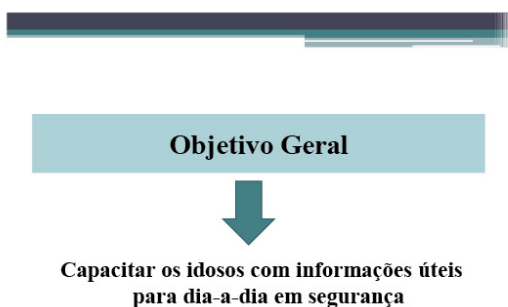 Objetivo Geral
Capacitar os idosos com informações úteis
para dia-a-dia em segurança